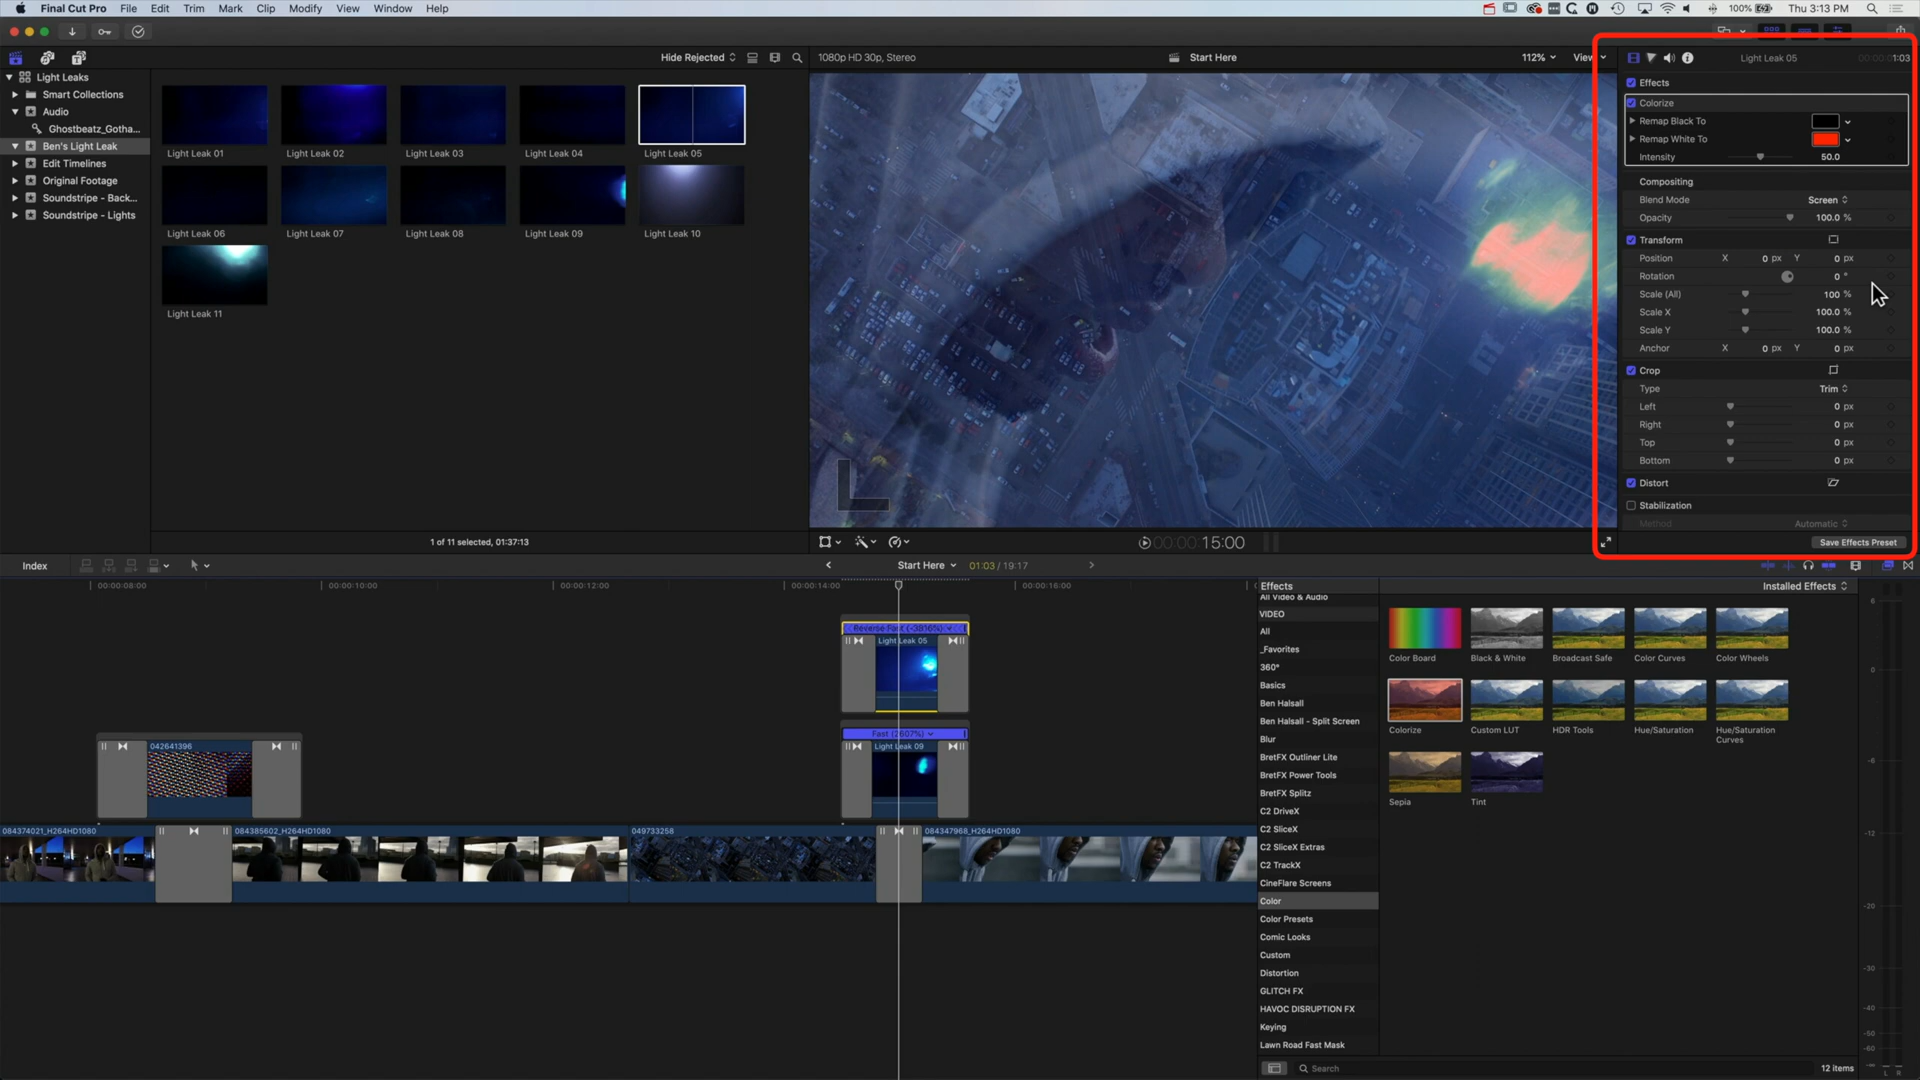 Final Cut Pro File Edit Trim Mark Clip Modify View Window Help 100% Thu 3:13 PM
Hide Rejected 1080p HD 30p, Stereo Start Here 112% View Light Leak 05 1:03
Light Leaks
Smart Collections
Audio
Ghostbeatz_Gotha...
Ben's Light Leak
Edit Timelines
Original Footage
Soundstripe - Back...
Soundstripe - Lights
Light Leak 01 Light Leak 02 Light Leak 03 Light Leak 04 Light Leak 05
Light Leak 06 Light Leak 07 Light Leak 08 Light Leak 09 Light Leak 10
Light Leak 11
1 of 11 selected, 01:37:13
00:00:15:00
Effects
Colorize
Remap Black To
Remap White To
Intensity 50.0
Compositing
Blend Mode Screen
Opacity 100.0 %
Transform
Position X 0 px Y 0 px
Rotation 0 °
Scale (All) 100 %
Scale X 100.0 %
Scale Y 100.0 %
Anchor X 0 px Y 0 px
Crop
Type Trim
Left 0 px
Right 0 px
Top 0 px
Bottom 0 px
Distort
Stabilization
Method Automatic
Save Effects Preset
Index Start Here 01:03 / 19:17
00:00:08:00 00:00:10:00 00:00:12:00 00:00:14:00 00:00:16:00
Light Leak 05
Fast (2607%)
Light Leak 09
042641396
084374021_H264HD1080 084385602_H264HD1080 049733258 084347968_H264HD1080
Effects Installed Effects
All Video & Audio
VIDEO
All
_Favorites
360°
Basics
Ben Halsall
Ben Halsall - Split Screen
Blur
BretFX Outliner Lite
BretFX Power Tools
BretFX Splitz
C2 DriveX
C2 SliceX
C2 SliceX Extras
C2 TrackX
CineFlare Screens
Color
Color Presets
Comic Looks
Custom
Distortion
GLITCH FX
HAVOC DISRUPTION FX
Keying
Lawn Road Fast Mask
Color Board Black & White Broadcast Safe Color Curves Color Wheels
Colorize Custom LUT HDR Tools Hue/Saturation Hue/Saturation Curves
Sepia Tint
Search 12 items
6
0
-6
-12
-20
-30
-40
-50
-60
L R